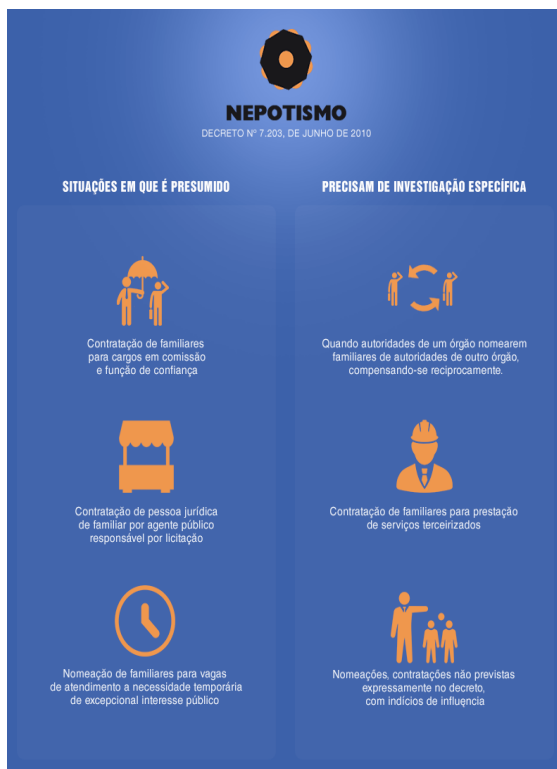 NEPOTISMO
DECRETO Nº 7.203, DE JUNHO DE 2010
SITUAÇÕES EM QUE É PRESUMIDO
Contratação de familiares
para cargos em comissão
e função de confiança
Contratação de pessoa jurídica
de familiar por agente público
responsável por licitação
Nomeação de familiares para vagas
de atendimento a necessidade temporária
de excepcional interesse público
PRECISAM DE INVESTIGAÇÃO ESPECÍFICA
Quando autoridades de um órgão nomearem
familiares de autoridades de outro órgão,
compensando-se reciprocamente.
Contratação de familiares para prestação
de serviços terceirizados
Nomeações, contratações não previstas
expressamente no decreto,
com indícios de influênçia